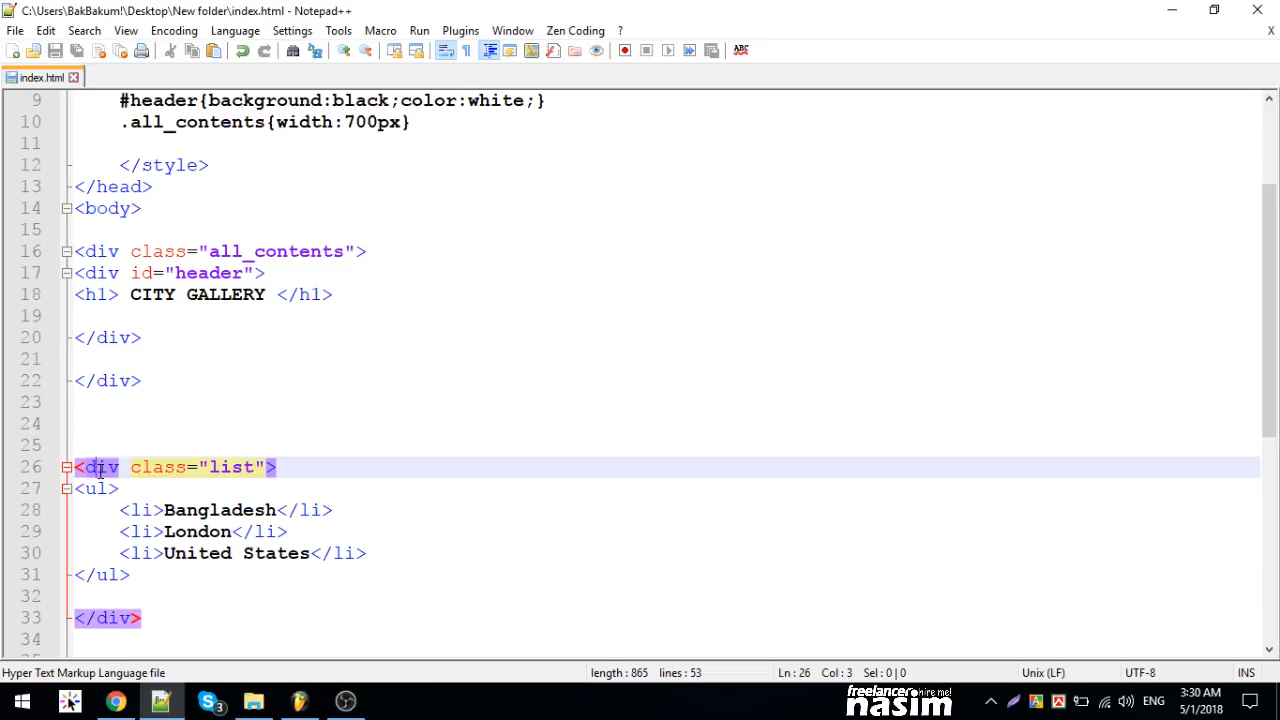 C:\Users\BakBakum!\Desktop\New folder\index.html - Notepad++
File Edit Search View Encoding Language Settings Tools Macro Run Plugins Window Zen Coding ? X
ABC
index.html
9 #header{background:black;color:white;}
10 .all_contents{width:700px}
11
12 </style>
13 </head>
14 <body>
15
16 <div class="all_contents">
17 <div id="header">
18 <h1> CITY GALLERY </h1>
19
20 </div>
21
22 </div>
23
24
25
26 <div class="list">
27 <ul>
28 <li>Bangladesh</li>
29 <li>London</li>
30 <li>United States</li>
31 </ul>
32
33 </div>
34
Hyper Text Markup Language file length : 865 lines : 53 Ln : 26 Col : 3 Sel : 0 | 0 Unix (LF) UTF-8 INS
3 ENG 3:30 AM
5/1/2018
freelancer hire me!
nasim